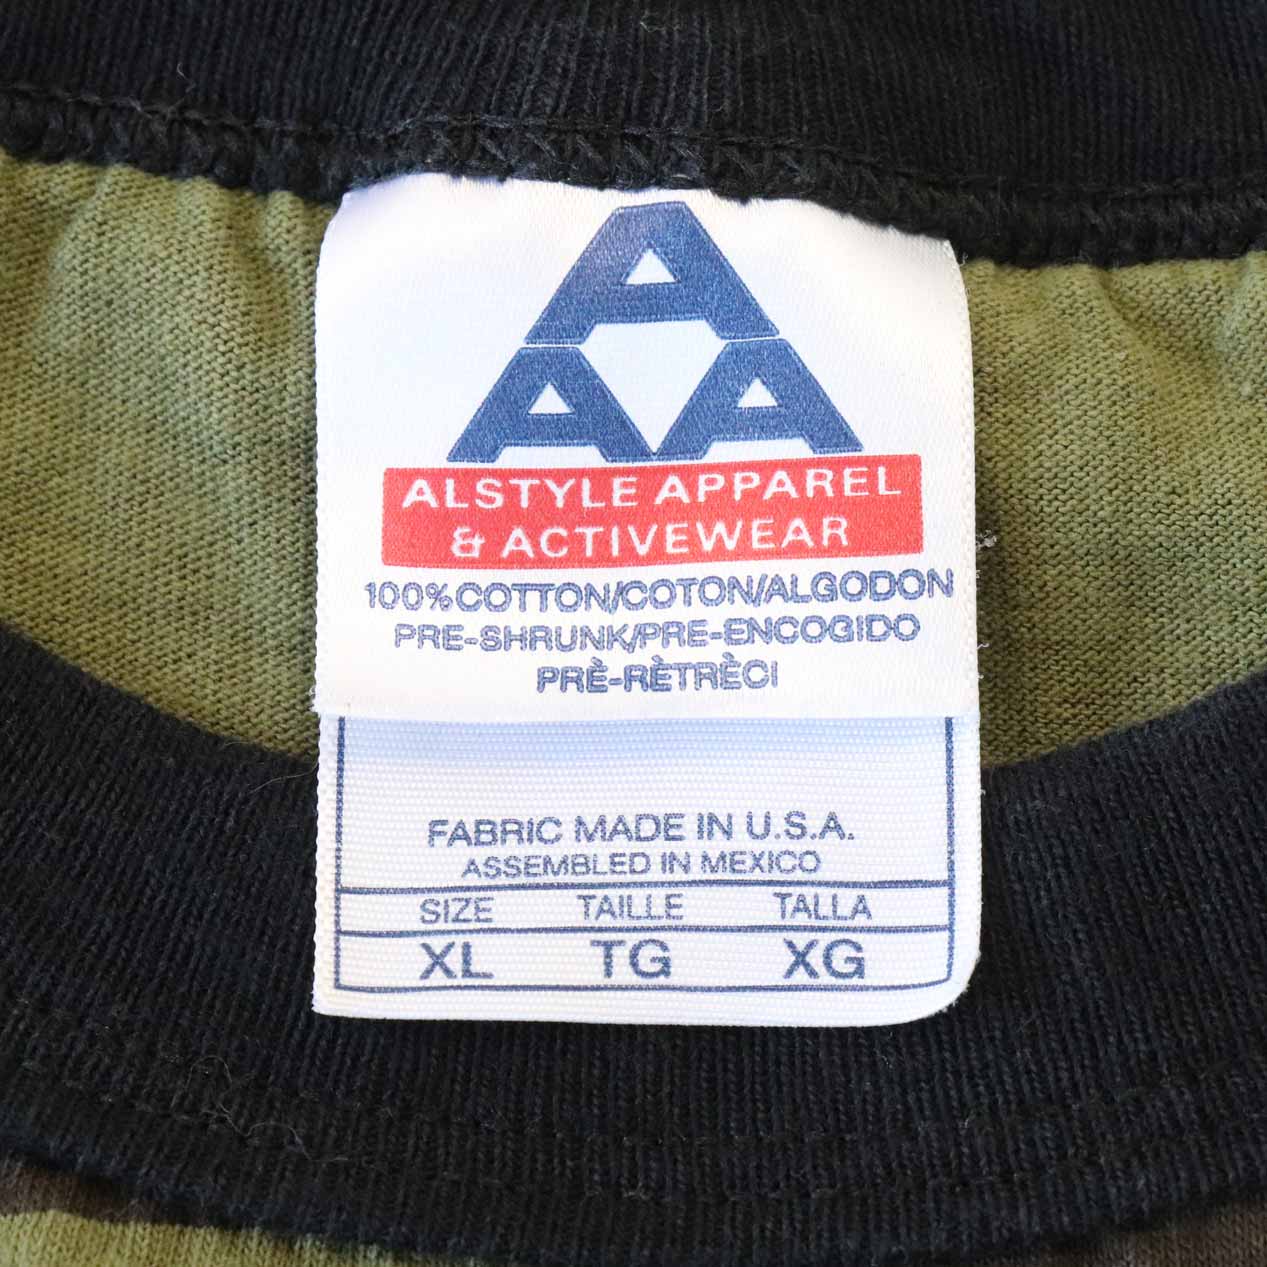 A
AA
ALSTYLE APPAREL
& ACTIVEWEAR
100% COTTON/COTON/ALGODON
PRE-SHRUNK/PRE-ENCOGIDO
PRÈ-RÈTRÈCI
FABRIC MADE IN U.S.A.
ASSEMBLED IN MEXICO
SIZE TAILLE TALLA
XL TG XG